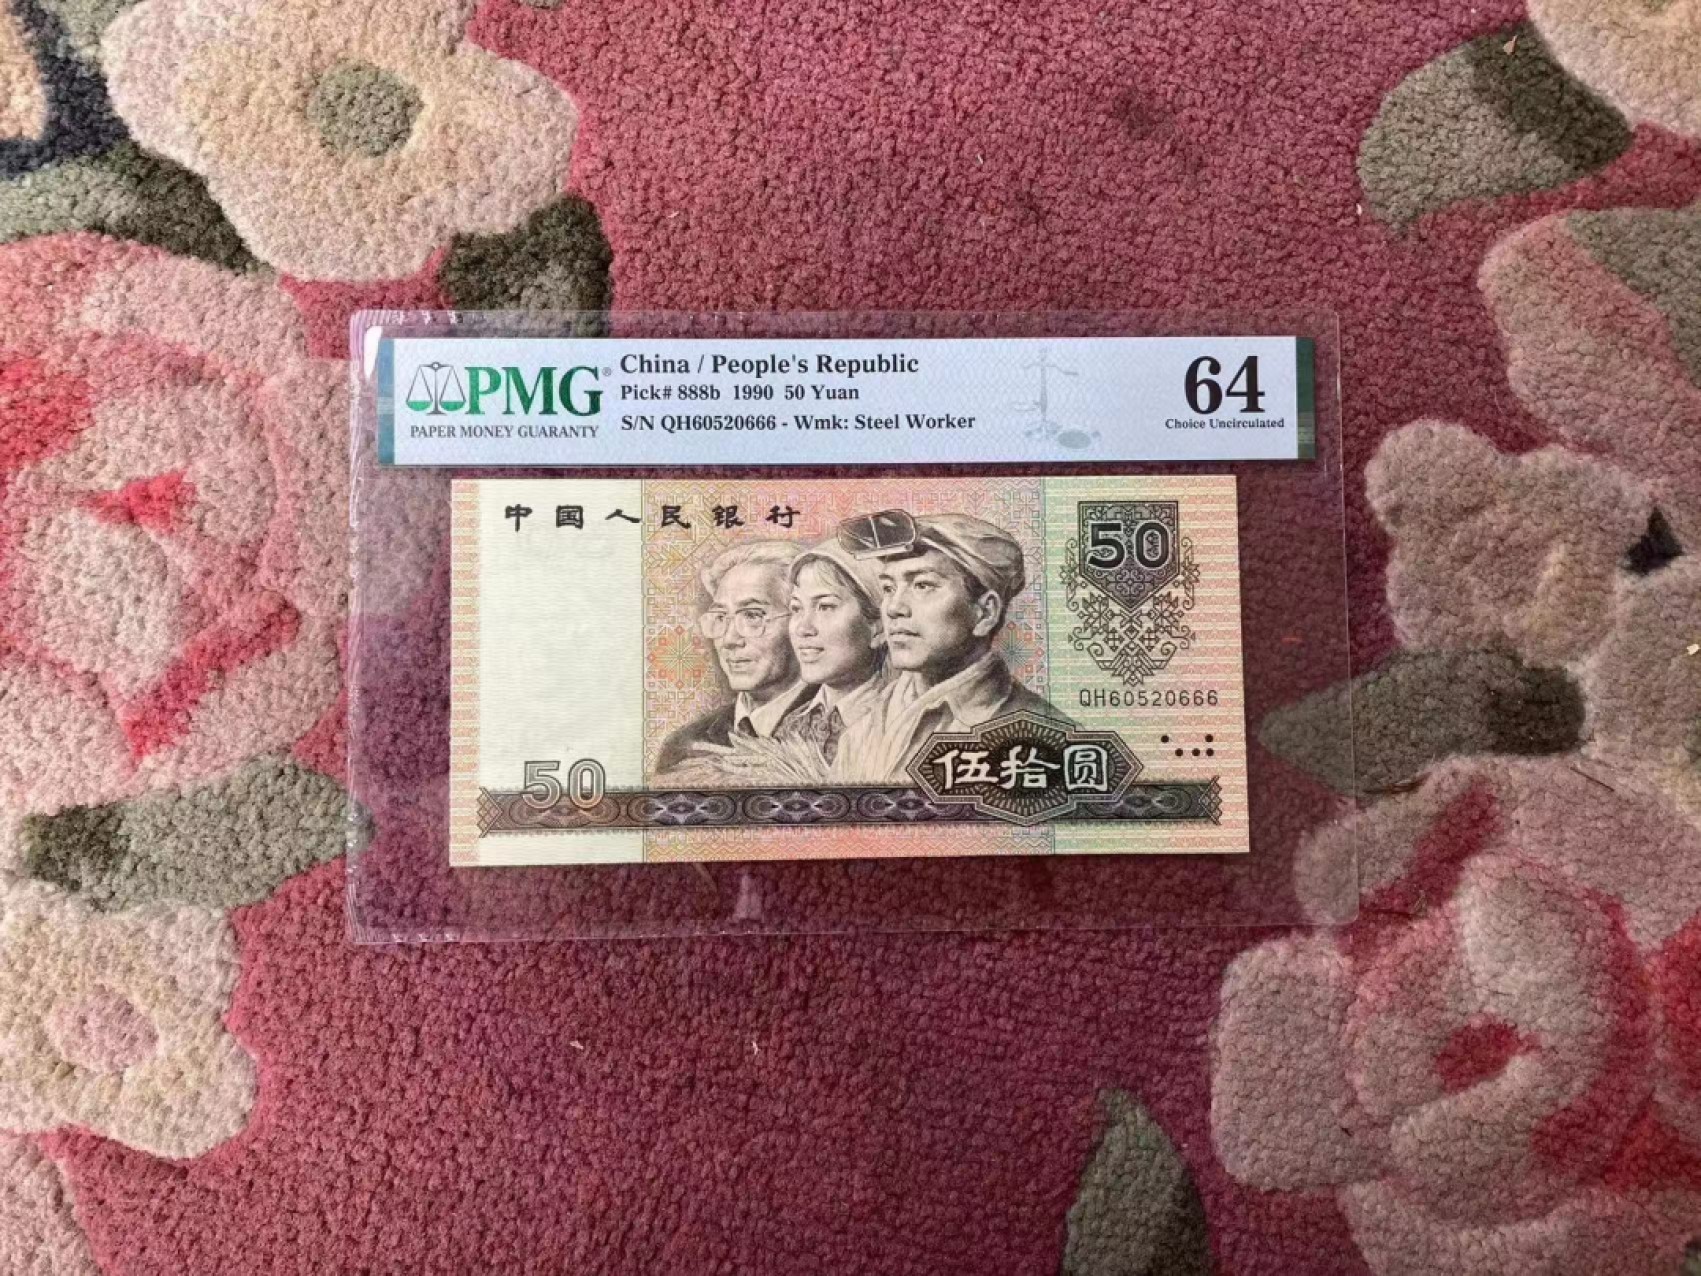 PMG®
PAPER MONEY GUARANTY
China / People's Republic
Pick# 888b 1990 50 Yuan
S/N QH60520666 - Wmk: Steel Worker
64
Choice Uncirculated
中国人民银行
50
QH60520666
伍拾圆
50